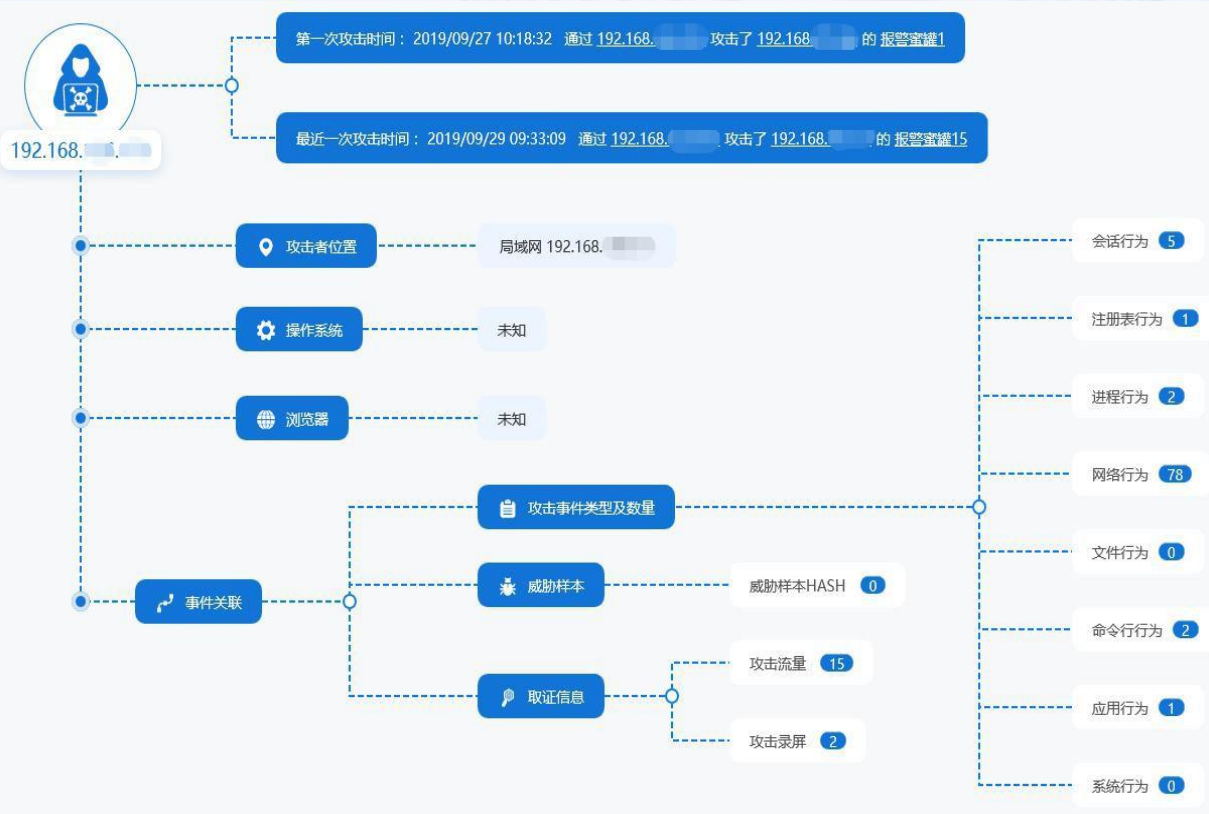 第一次攻击时间：2019/09/27 10:18:32 通过 192.168. 攻击了 192.168. 的 报警蜜罐1
192.168. .
最近一次攻击时间：2019/09/29 09:33:09 通过 192.168. 攻击了 192.168. 的 报警蜜罐15
攻击者位置
局域网 192.168.
操作系统
未知
浏览器
未知
事件关联
攻击事件类型及数量
会话行为 5
注册表行为 1
进程行为 2
网络行为 78
文件行为 0
命令行行为 2
应用行为 1
系统行为 0
威胁样本
威胁样本HASH 0
取证信息
攻击流量 15
攻击录屏 2